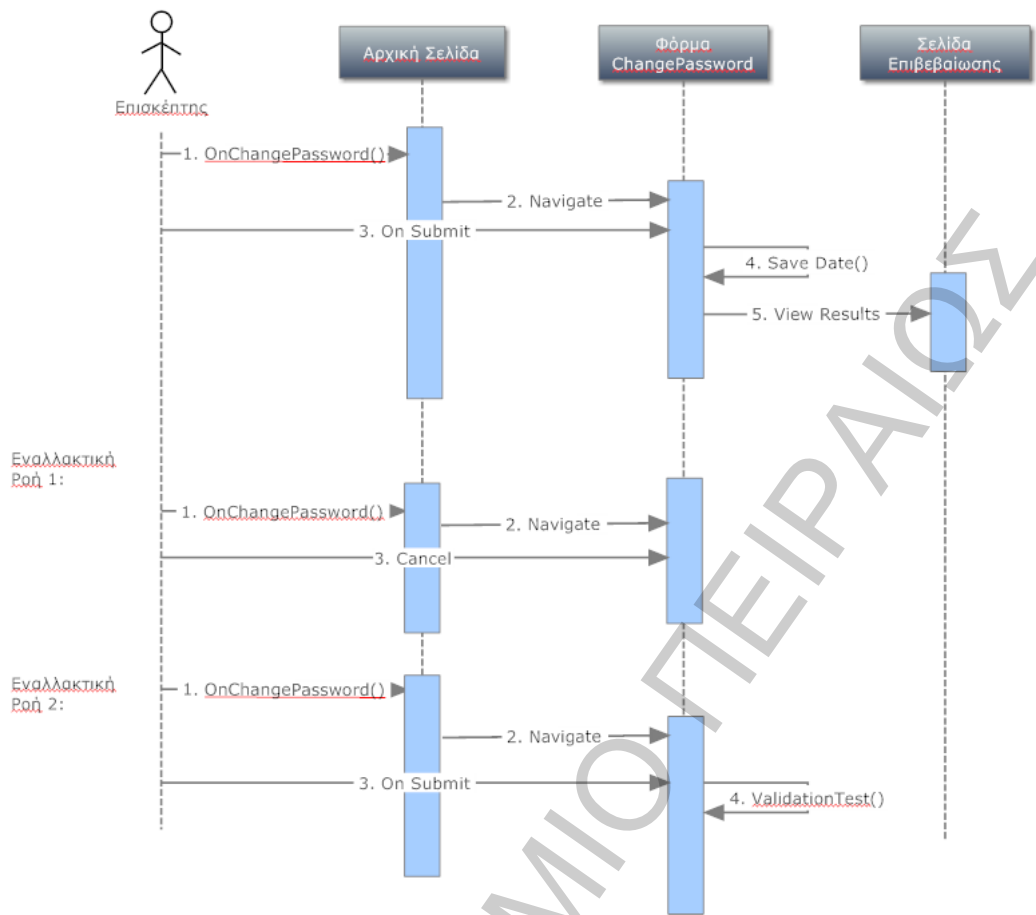 Επισκέπτης
Αρχική Σελίδα
Φόρμα
ChangePassword
Σελίδα
Επιβεβαίωσης
1. OnChangePassword()
2. Navigate
3. On Submit
4. Save Date()
5. View Results
Εναλλακτική
Ροή 1:
1. OnChangePassword()
2. Navigate
3. Cancel
Εναλλακτική
Ροή 2:
1. OnChangePassword()
2. Navigate
3. On Submit
4. ValidationTest()
ΜΙΟ ΠΕΙΡΑΙΩΣ